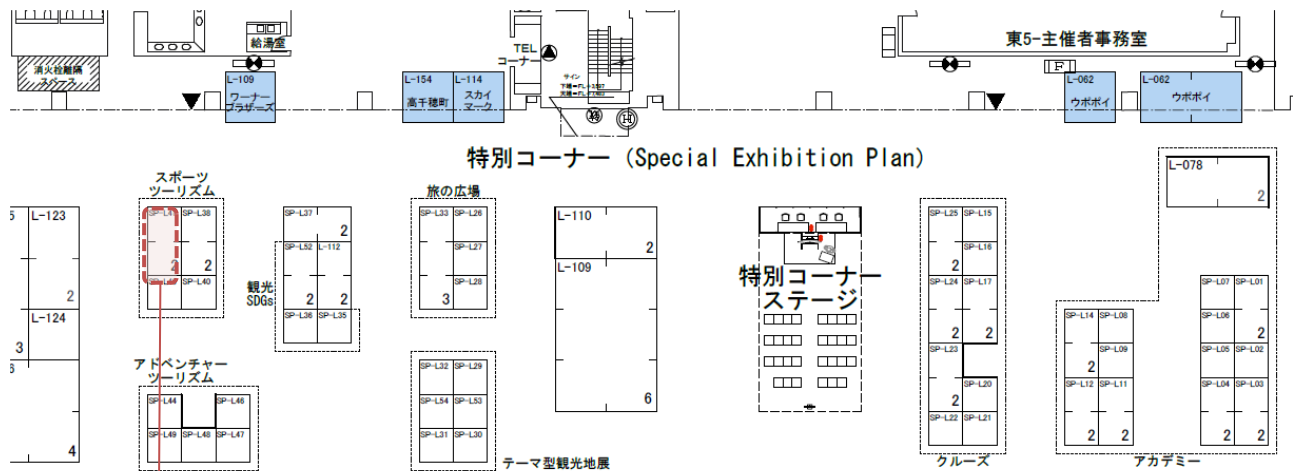 消火栓離隔
スペース
給湯室
TEL
コーナー
サイン
東5-主催者事務室
F
L-109
ワーナー
ブラザーズ
L-154
高千穂町
L-114
スカイ
マーク
L-062
ウポポイ
L-062
ウポポイ
特別コーナー (Special Exhibition Plan)
スポーツ
ツーリズム
SP-L38
2
2
SP-L40
5
L-123
2
L-124
3
6
4
SP-L37
2
SP-L52
L-112
2
2
SP-L36
SP-L35
観光
SDGs
アドベンチャー
ツーリズム
SP-L44
SP-L46
SP-L49
SP-L48
SP-L47
旅の広場
SP-L33
SP-L26
SP-L27
SP-L28
3
SP-L32
SP-L29
SP-L54
SP-L53
SP-L31
SP-L30
テーマ型観光地展
L-110
2
L-109
6
特別コーナー
ステージ
SP-L25
SP-L15
SP-L16
2
SP-L24
SP-L17
2
2
SP-L23
2
SP-L20
SP-L22
SP-L21
クルーズ
L-078
2
SP-L07
SP-L01
SP-L06
2
SP-L14
SP-L08
SP-L09
2
SP-L05
SP-L02
SP-L12
SP-L11
2
2
SP-L04
SP-L03
2
2
アカデミー